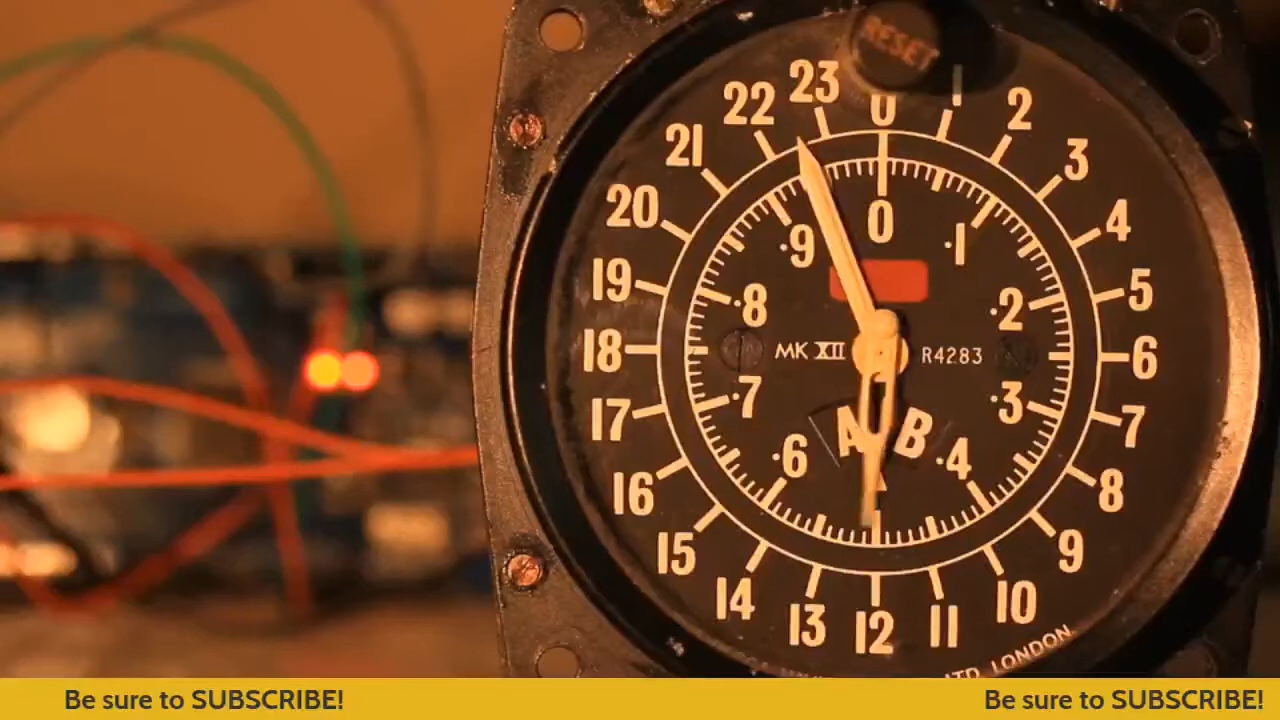 RESET
23 0 1
22 2
21 3
20 4
19 5
18 6
17 7
16 8
15 9
14 10
13 12 11
0
.9 .1
.8 .2
MK XII R4283
.7 .3
A B
.6 .4
LTD LONDON
Be sure to SUBSCRIBE! Be sure to SUBSCRIBE!